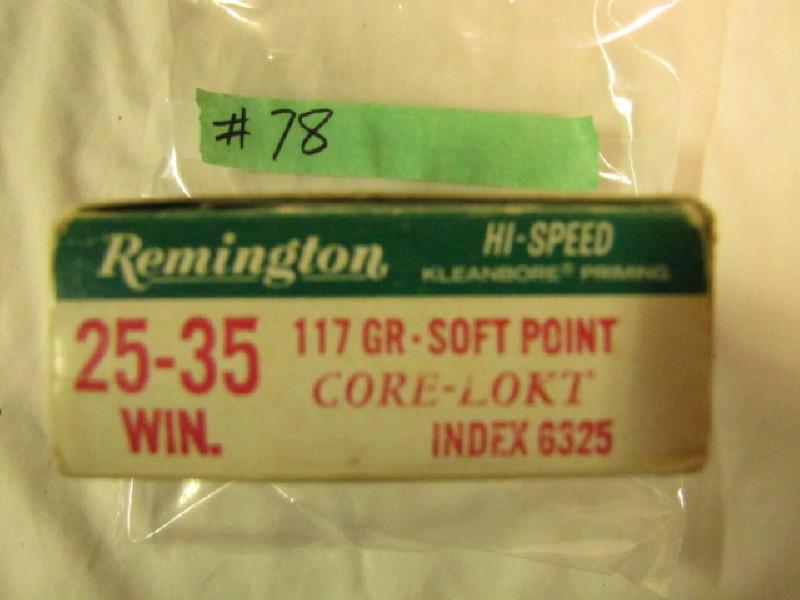 # 78
Remington
HI-SPEED
KLEANBORE® PRIMING
25-35
WIN.
117 GR • SOFT POINT
CORE-LOKT
INDEX 6325